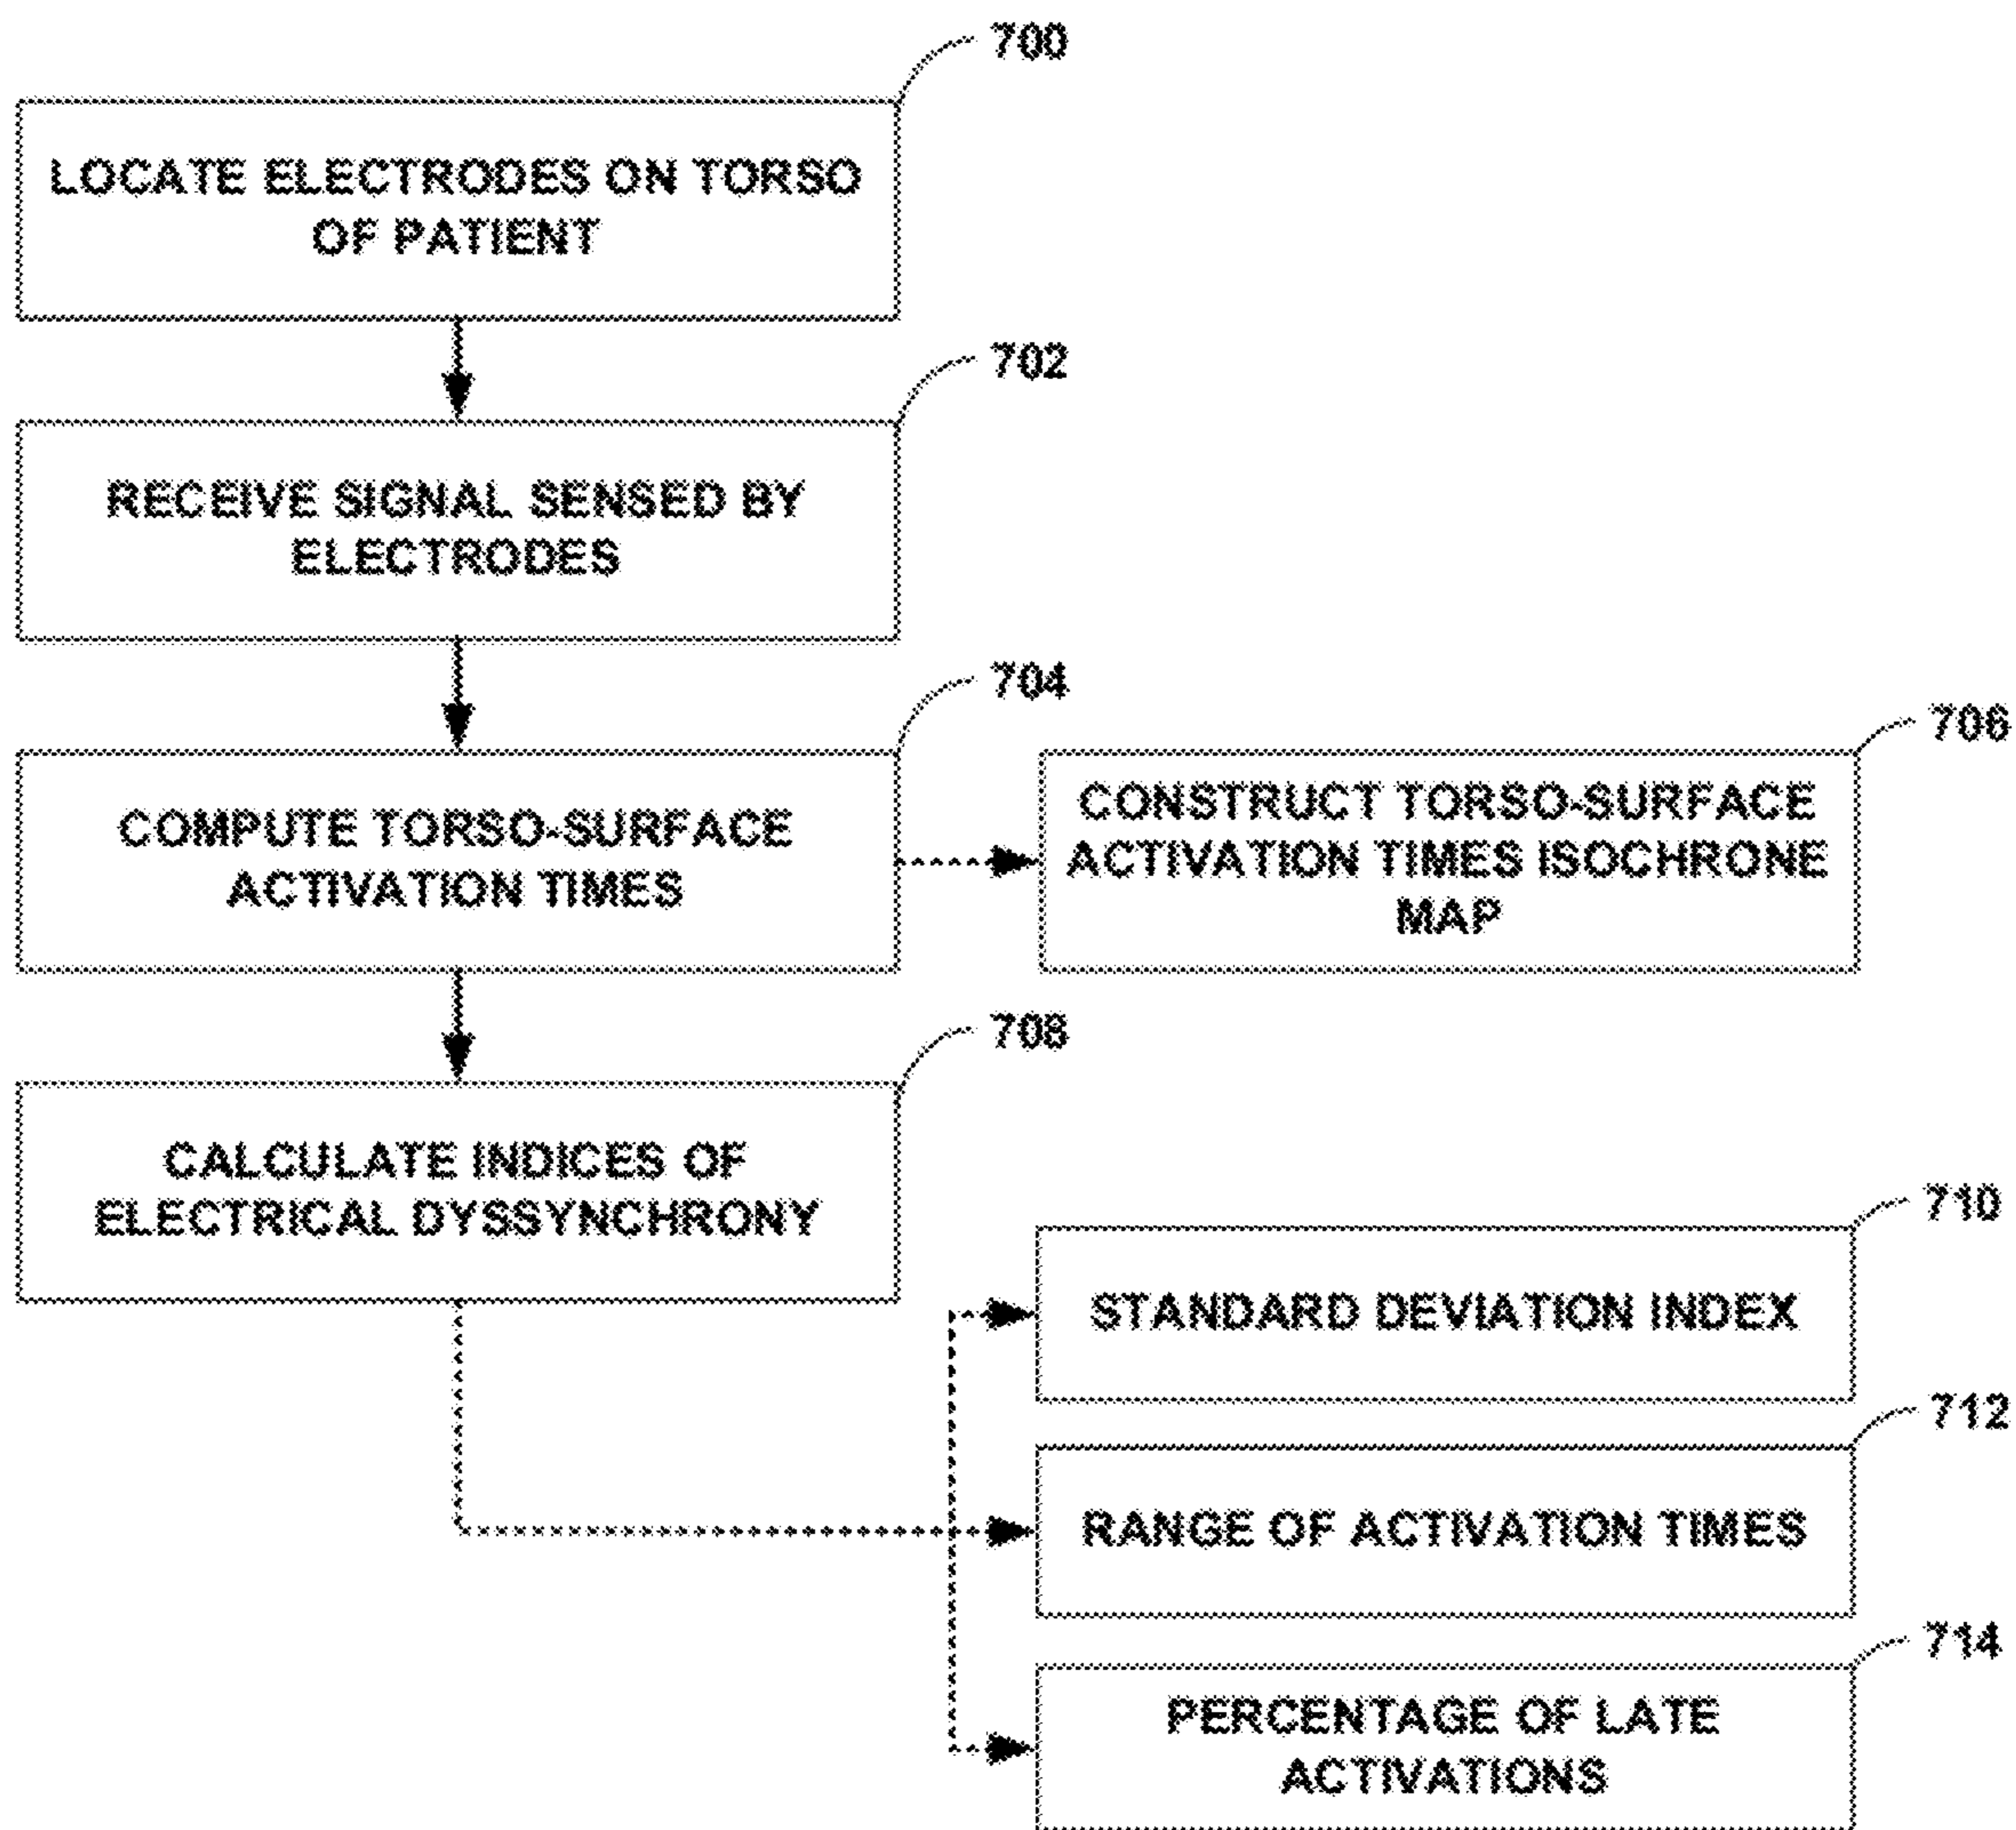 700
LOCATE ELECTRODES ON TORSO
OF PATIENT
702
RECEIVE SIGNAL SENSED BY
ELECTRODES
704
COMPUTE TORSO-SURFACE
ACTIVATION TIMES
706
CONSTRUCT TORSO-SURFACE
ACTIVATION TIMES ISOCHRONE
MAP
708
CALCULATE INDICES OF
ELECTRICAL DYSSYNCHRONY
710
STANDARD DEVIATION INDEX
712
RANGE OF ACTIVATION TIMES
714
PERCENTAGE OF LATE
ACTIVATIONS